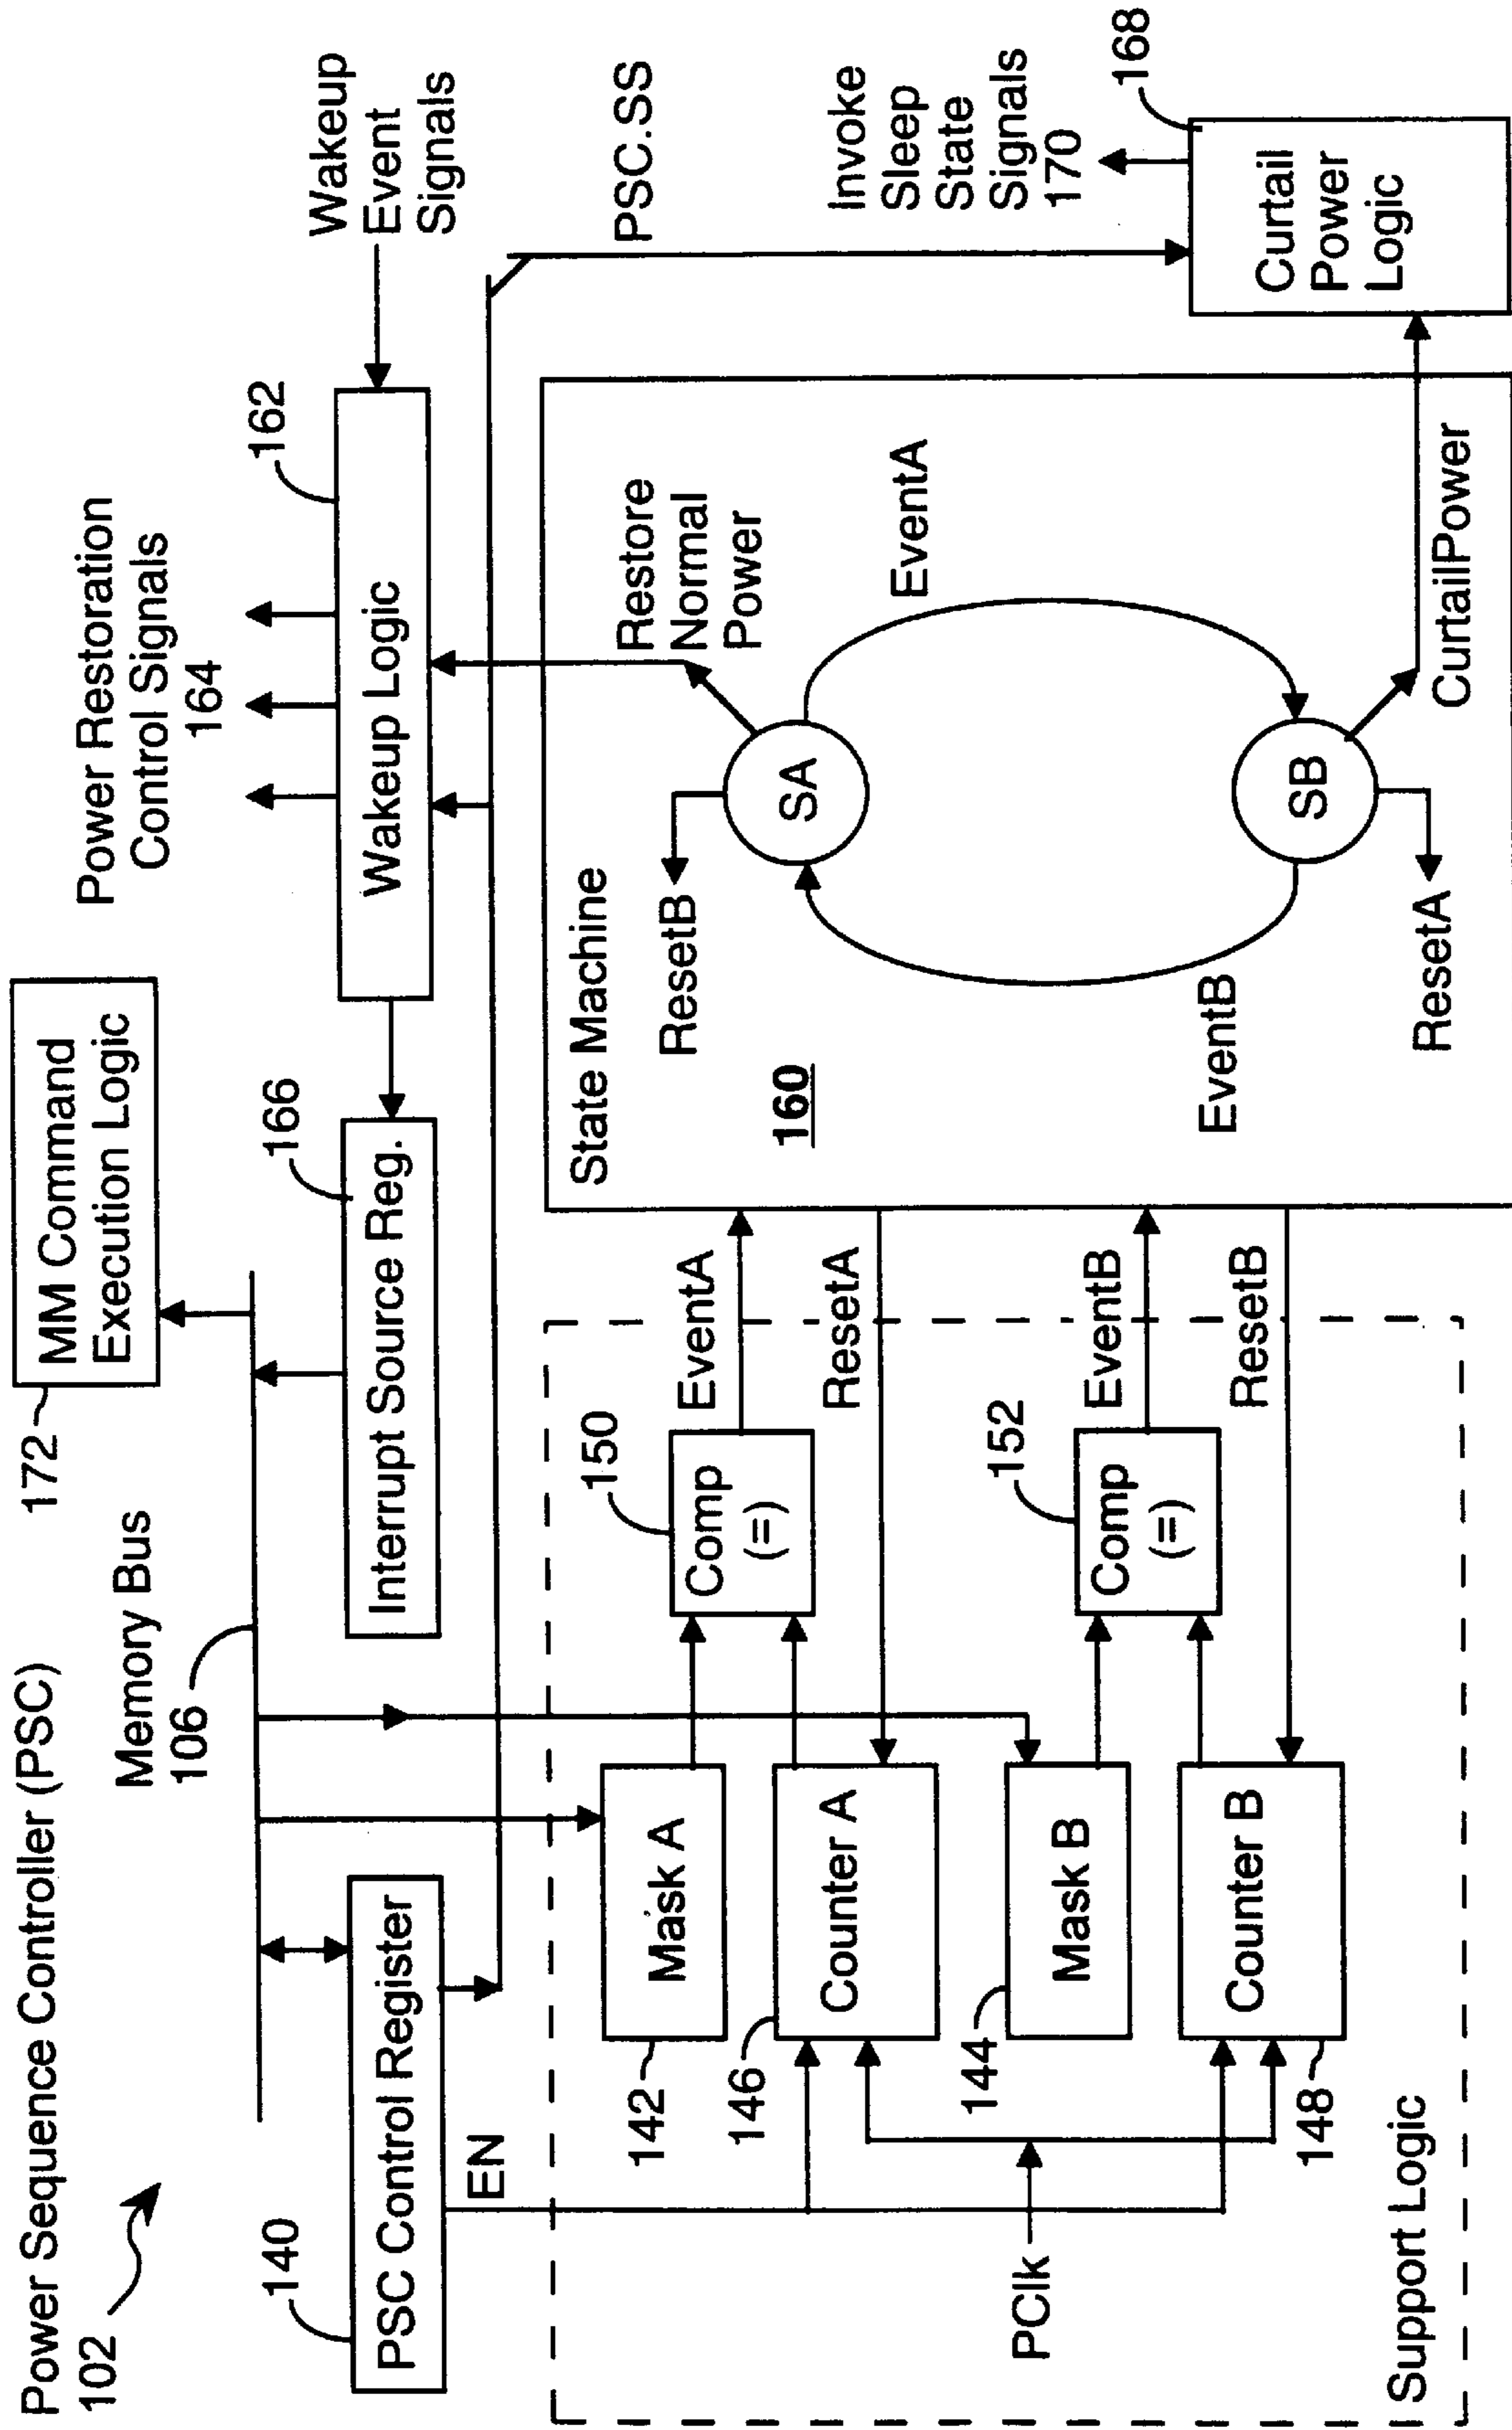 Power Sequence Controller (PSC)
102
172
MM Command
Execution Logic
Memory Bus
106
Power Restoration
Control Signals
164
140
PSC Control Register
166
Interrupt Source Reg.
162
Wakeup Logic
Wakeup
Event
Signals
EN
PSC.SS
142
Mask A
146
Counter A
144
Mask B
148
Counter B
PClk
Support Logic
150
Comp
(=)
152
Comp
(=)
EventA
ResetA
EventB
ResetB
State Machine
160
ResetB
SA
Restore
Normal
Power
EventA
EventB
SB
ResetA
CurtailPower
Invoke
Sleep
State
Signals
170
168
Curtail
Power
Logic